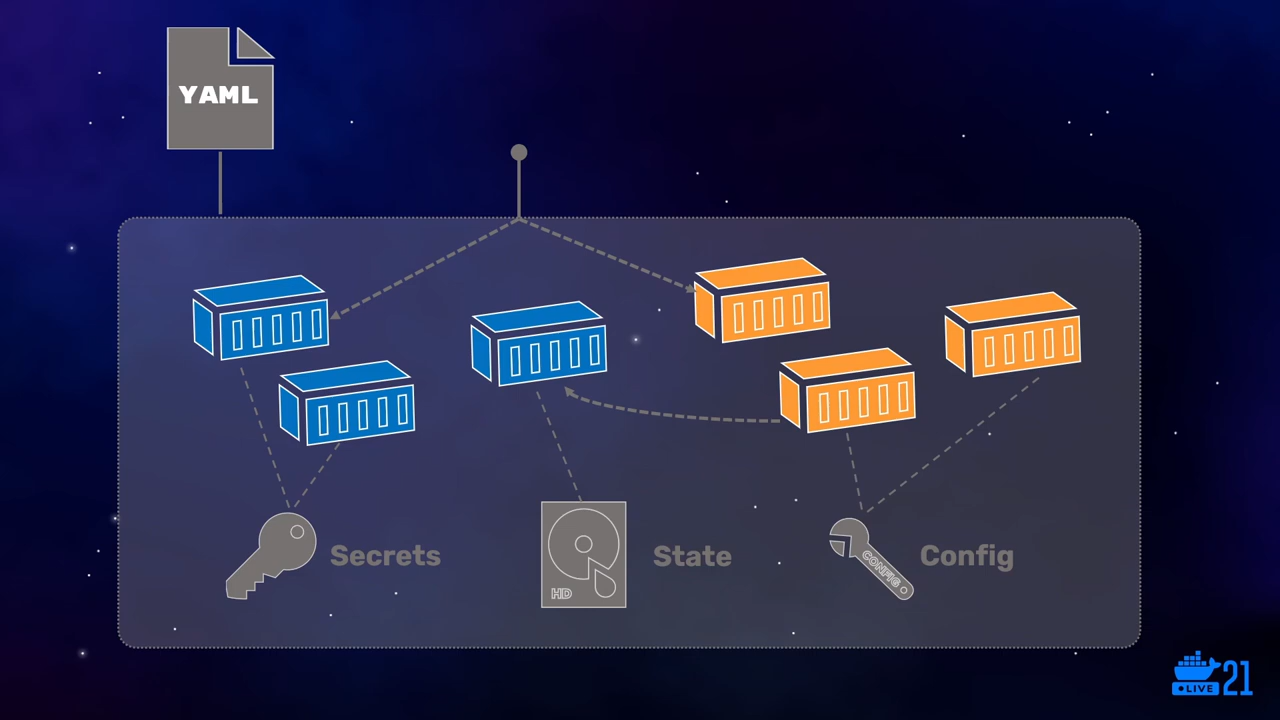 YAML
Secrets
HD
State
CONFIG
Config
LIVE 21